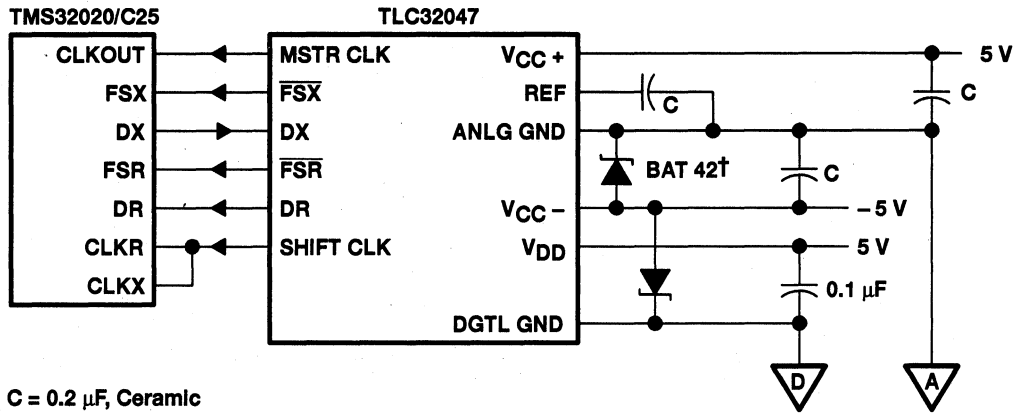 TMS32020/C25
TLC32047
CLKOUT
MSTR CLK
VCC +
5 V
FSX
FSX
REF
C
C
DX
DX
ANLG GND
FSR
FSR
BAT 42†
C
DR
DR
VCC –
– 5 V
CLKR
SHIFT CLK
VDD
5 V
CLKX
0.1 μF
DGTL GND
D
A
C = 0.2 μF, Ceramic